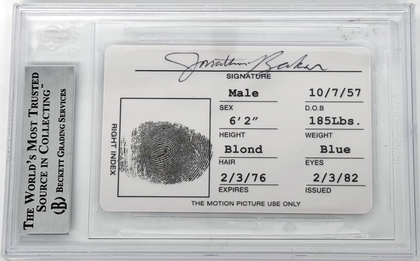 Jonathan Baker
SIGNATURE
Male 10/7/57
SEX D.O.B
6'2" 185Lbs.
HEIGHT WEIGHT
Blond Blue
HAIR EYES
2/3/76 2/3/82
EXPIRES ISSUED
RIGHT INDEX
THE MOTION PICTURE USE ONLY
THE WORLD'S MOST TRUSTED
SOURCE IN COLLECTING™
BECKETT GRADING SERVICES
B